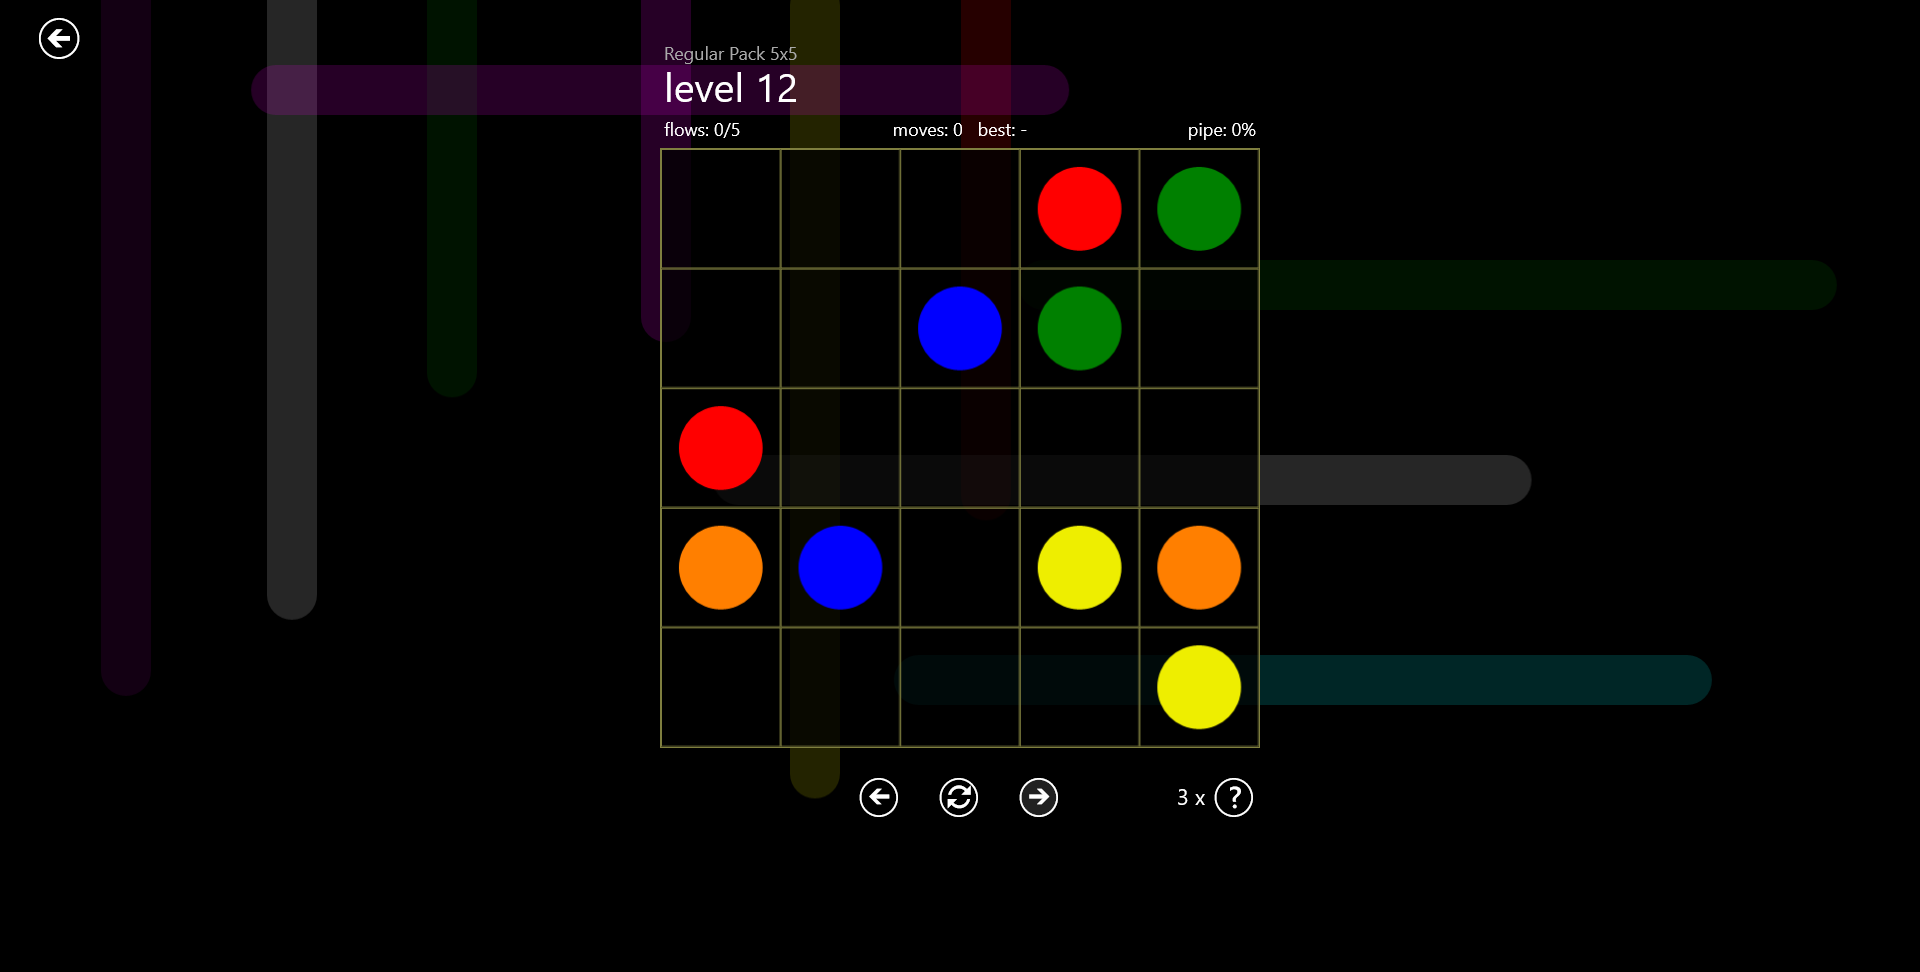 Regular Pack 5x5
level 12
flows: 0/5 moves: 0 best: - pipe: 0%
3 x ?